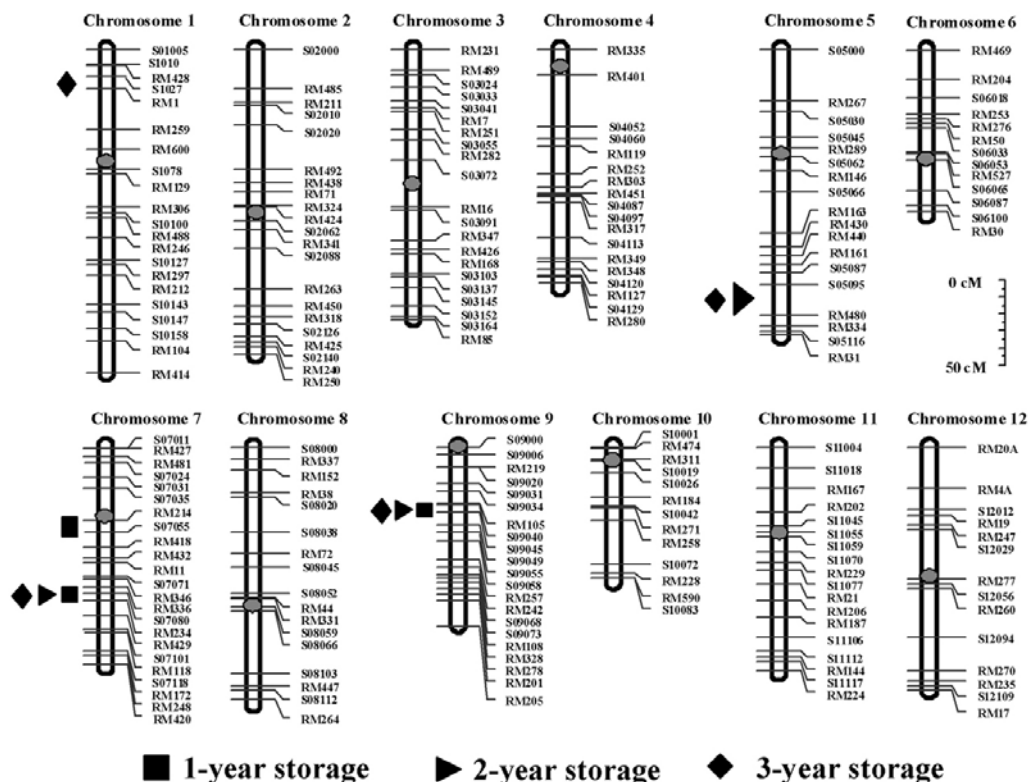 Chromosome 1
S01005
S1010
RM428
S1027
RM1
RM259
RM600
S1078
RM129
RM306
S10100
RM488
RM246
S10127
RM297
RM212
S10143
S10147
S10158
RM104
RM414
Chromosome 2
S02000
RM485
RM211
S02010
S02020
RM492
RM438
RM71
RM324
RM424
S02062
RM341
S02088
RM263
RM450
RM318
S02126
RM425
S02140
RM240
RM250
Chromosome 3
RM231
RM489
S03024
S03033
S03041
RM7
RM251
S03055
RM282
S03072
RM16
S03091
RM347
RM426
RM168
S03103
S03137
S03145
S03152
S03164
RM85
Chromosome 4
RM335
RM401
S04052
S04060
RM119
RM252
RM303
RM451
S04087
S04097
RM317
S04113
RM349
RM348
S04120
RM127
S04129
RM280
Chromosome 5
S05000
RM267
S05030
S05045
RM289
S05062
RM146
S05066
RM163
RM430
RM440
RM161
S05087
S05095
RM480
RM334
S05116
RM31
Chromosome 6
RM469
RM204
S06018
RM253
RM276
RM50
S06033
S06053
RM527
S06065
S06087
S06100
RM30
0 cM
50 cM
Chromosome 7
S07011
RM427
RM481
S07024
S07031
S07035
RM214
S07055
RM418
RM432
RM11
S07071
RM346
RM336
S07080
RM234
RM429
S07101
RM118
S07118
RM172
RM248
RM420
Chromosome 8
S08000
RM337
RM152
RM38
S08020
S08038
RM72
S08045
S08052
RM44
RM331
S08059
S08066
S08103
RM447
S08112
RM264
Chromosome 9
S09000
S09006
RM219
S09020
S09031
S09034
RM105
S09040
S09045
S09049
S09055
S09058
RM257
RM242
S09068
S09073
RM108
RM328
RM278
RM201
RM205
Chromosome 10
S10001
RM474
RM311
S10019
S10026
RM184
S10042
RM271
RM258
S10072
RM228
RM590
S10083
Chromosome 11
S11004
S11018
RM167
RM202
S11045
S11055
S11059
S11070
RM229
S11077
RM21
RM206
RM187
S11106
S11112
RM144
S11117
RM224
Chromosome 12
RM20A
RM4A
S12012
RM19
RM247
S12029
RM277
S12056
RM260
S12094
RM270
RM235
S12109
RM17
1-year storage
2-year storage
3-year storage